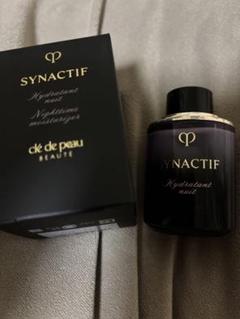 SYNACTIF
Hydratant
nuit
Nighttime
moisturizer
clé de peau
BEAUTÉ
SYNACTIF
Hydratant
nuit